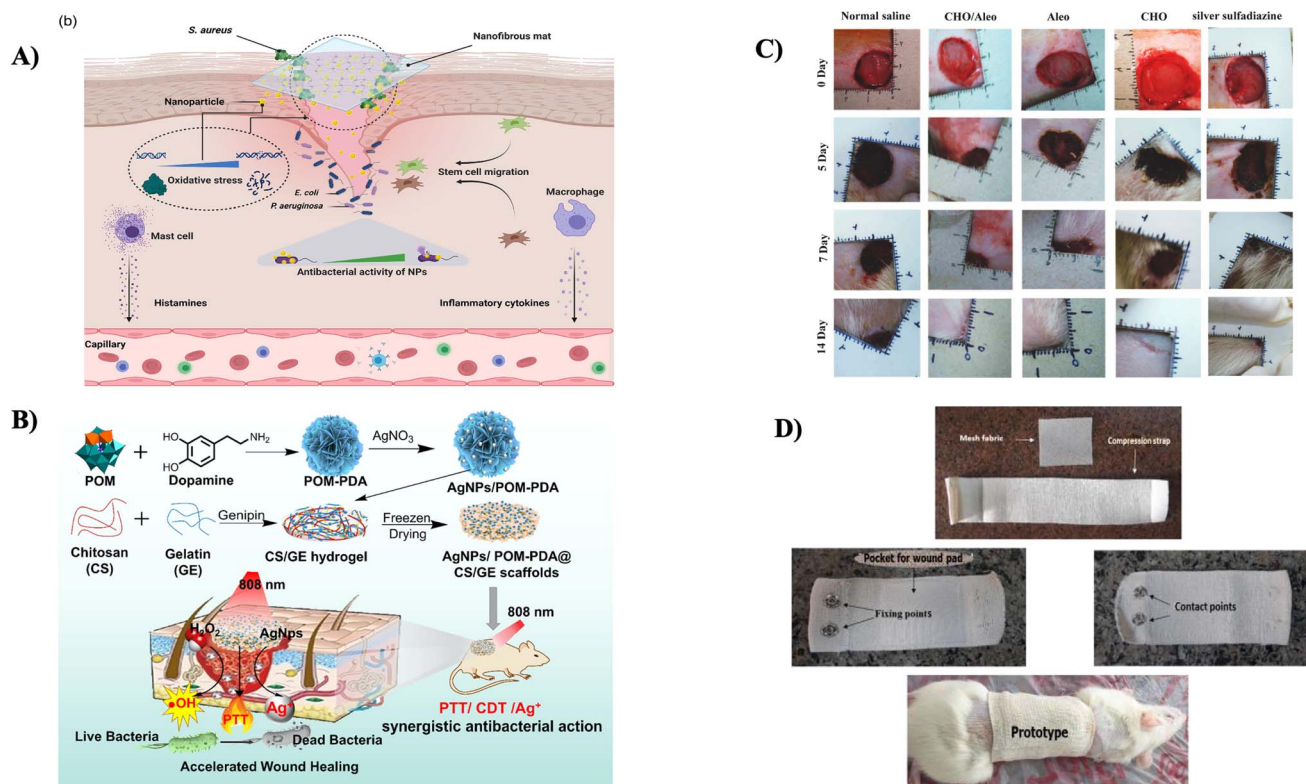 (b)
A)
S. aureus
Nanofibrous mat
Nanoparticle
Oxidative stress
E. coli
P. aeruginosa
Stem cell migration
Macrophage
Mast cell
Antibacterial activity of NPs
Histamines
Inflammatory cytokines
Capillary
B)
POM
+
HO
HO
NH2
Dopamine
POM-PDA
AgNO3
AgNPs/POM-PDA
Chitosan
(CS)
+
Gelatin
(GE)
Genipin
CS/GE hydrogel
Freezen
Drying
AgNPs/ POM-PDA@
CS/GE scaffolds
808 nm
808 nm
H2O2
AgNps
•OH
PTT
Ag+
PTT/ CDT /Ag+
synergistic antibacterial action
Live Bacteria
Dead Bacteria
Accelerated Wound Healing
C)
Normal saline
CHO/Aleo
Aleo
CHO
silver sulfadiazine
0 Day
5 Day
7 Day
14 Day
D)
Mesh fabric
Compression strap
Pocket for wound pad
Fixing points
Contact points
Prototype